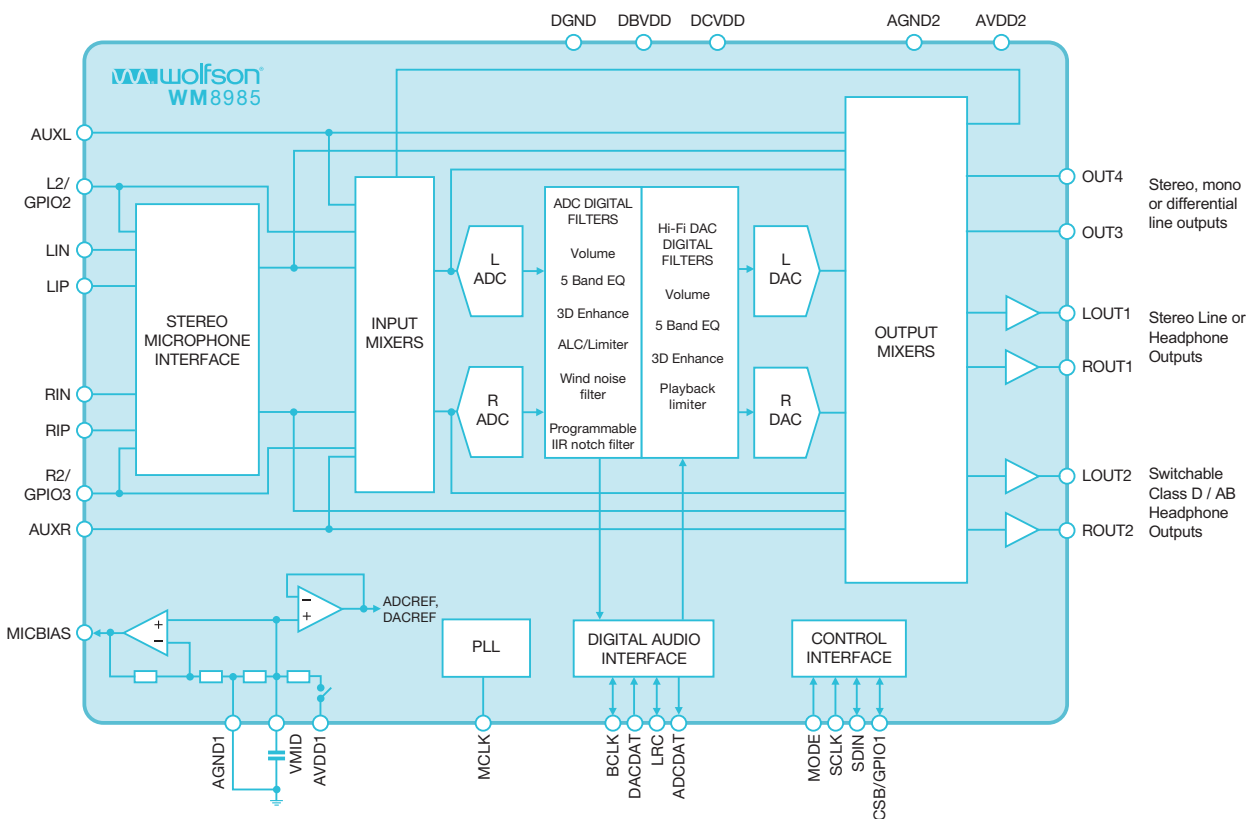 DGND DBVDD DCVDD AGND2 AVDD2
wolfson®
WM8985
AUXL
L2/
GPIO2
LIN
LIP
RIN
RIP
R2/
GPIO3
AUXR
MICBIAS
STEREO
MICROPHONE
INTERFACE
INPUT
MIXERS
L
ADC
R
ADC
ADC DIGITAL
FILTERS
Volume
5 Band EQ
3D Enhance
ALC/Limiter
Wind noise
filter
Programmable
IIR notch filter
Hi-Fi DAC
DIGITAL
FILTERS
Volume
5 Band EQ
3D Enhance
Playback
limiter
L
DAC
R
DAC
OUTPUT
MIXERS
OUT4
OUT3
Stereo, mono
or differential
line outputs
LOUT1
ROUT1
Stereo Line or
Headphone
Outputs
LOUT2
ROUT2
Switchable
Class D / AB
Headphone
Outputs
+
−
−
+
ADCREF,
DACREF
PLL
DIGITAL AUDIO
INTERFACE
CONTROL
INTERFACE
AGND1
VMID
AVDD1
MCLK
BCLK
DACDAT
LRC
ADCDAT
MODE
SCLK
SDIN
CSB/GPIO1